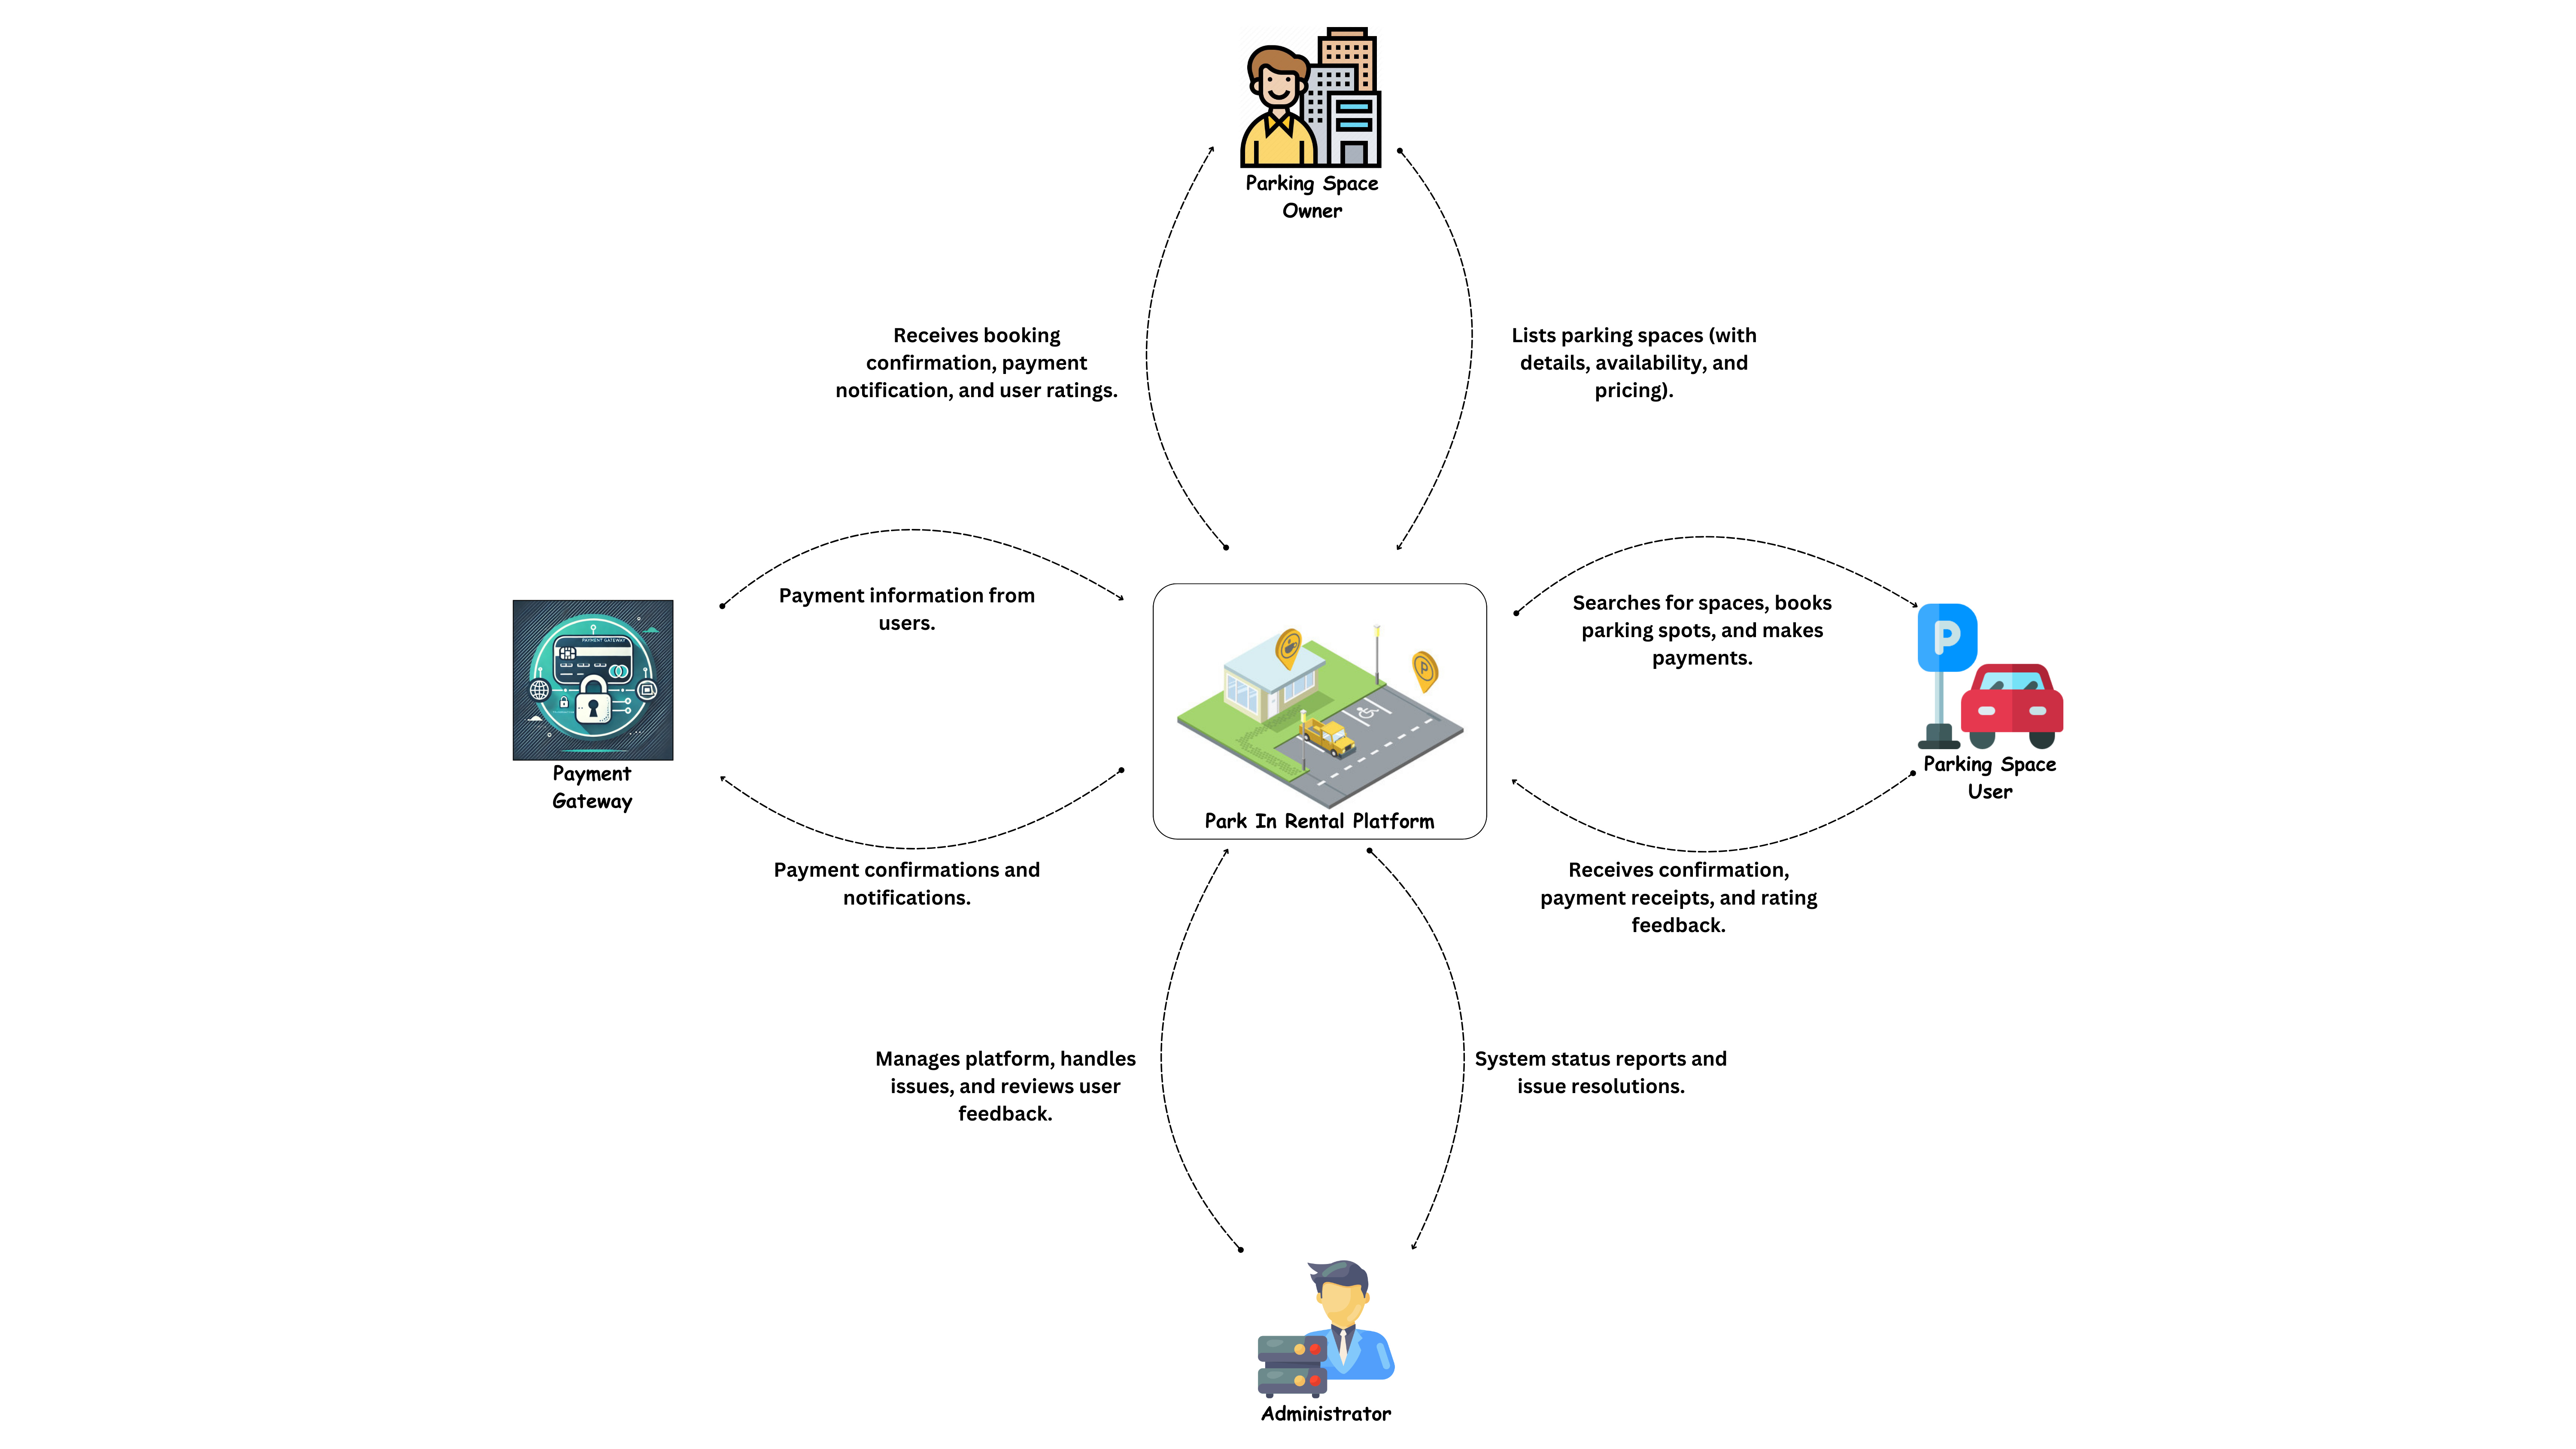 Parking Space
Owner
Receives booking
confirmation, payment
notification, and user ratings.
Lists parking spaces (with
details, availability, and
pricing).
Payment information from
users.
Searches for spaces, books
parking spots, and makes
payments.
PAYMENT GATEWAY
P
P
Payment
Gateway
Parking Space
User
Park In Rental Platform
Payment confirmations and
notifications.
Receives confirmation,
payment receipts, and rating
feedback.
Manages platform, handles
issues, and reviews user
feedback.
System status reports and
issue resolutions.
Administrator